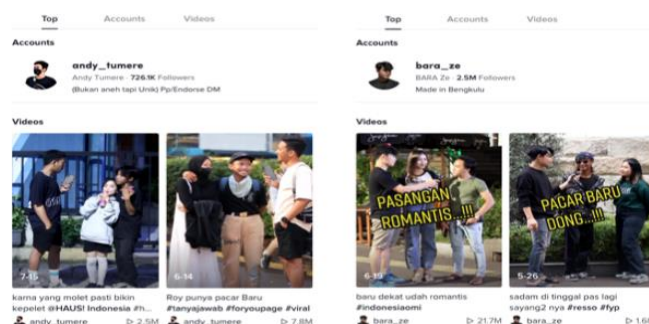 Top Accounts Videos
Accounts
andy_tumere
Andy Tumere · 726.1K Followers
(Bukan aneh tapi Unik) Pp/Endorse DM
Videos
7-15
6-14
karna yang molet pasti bikin
kepelet @HAUS! Indonesia #h...
andy_tumere 2.5M
Roy punya pacar Baru
#tanyajawab #foryoupage #viral
andy_tumere 7.8M
Top Accounts Videos
Accounts
bara_ze
BARA Ze · 2.5M Followers
Made in Bengkulu
Videos
PASANGAN
ROMANTIS...!!!
6-19
PACAR BARU
DONG...!!!
5-26
baru dekat udah romantis
#indonesiaomi
bara_ze 21.7M
sadam di tinggal pas lagi
sayang2 nya #resso #fyp
bara_ze